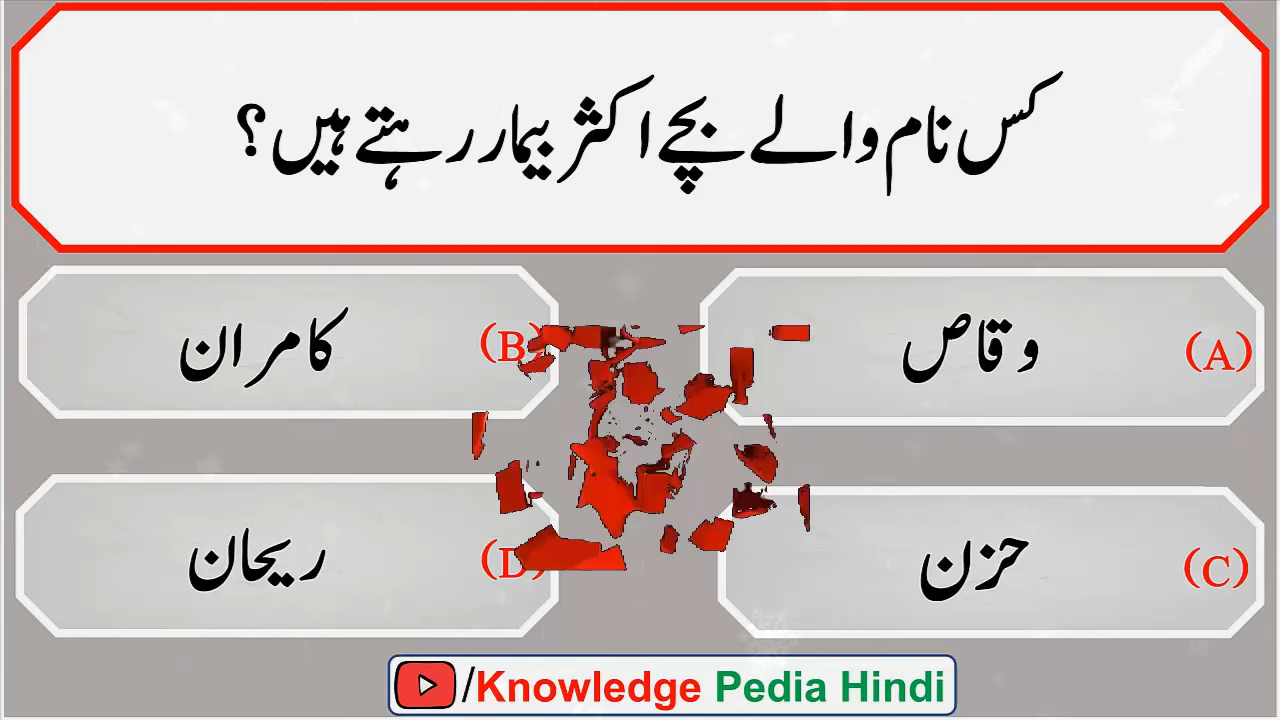 کس نام والے بچے اکثر بیمار رہتے ہیں؟
(A) وقاص
(B) کامران
(C) حزن
(D) ریحان
/Knowledge Pedia Hindi